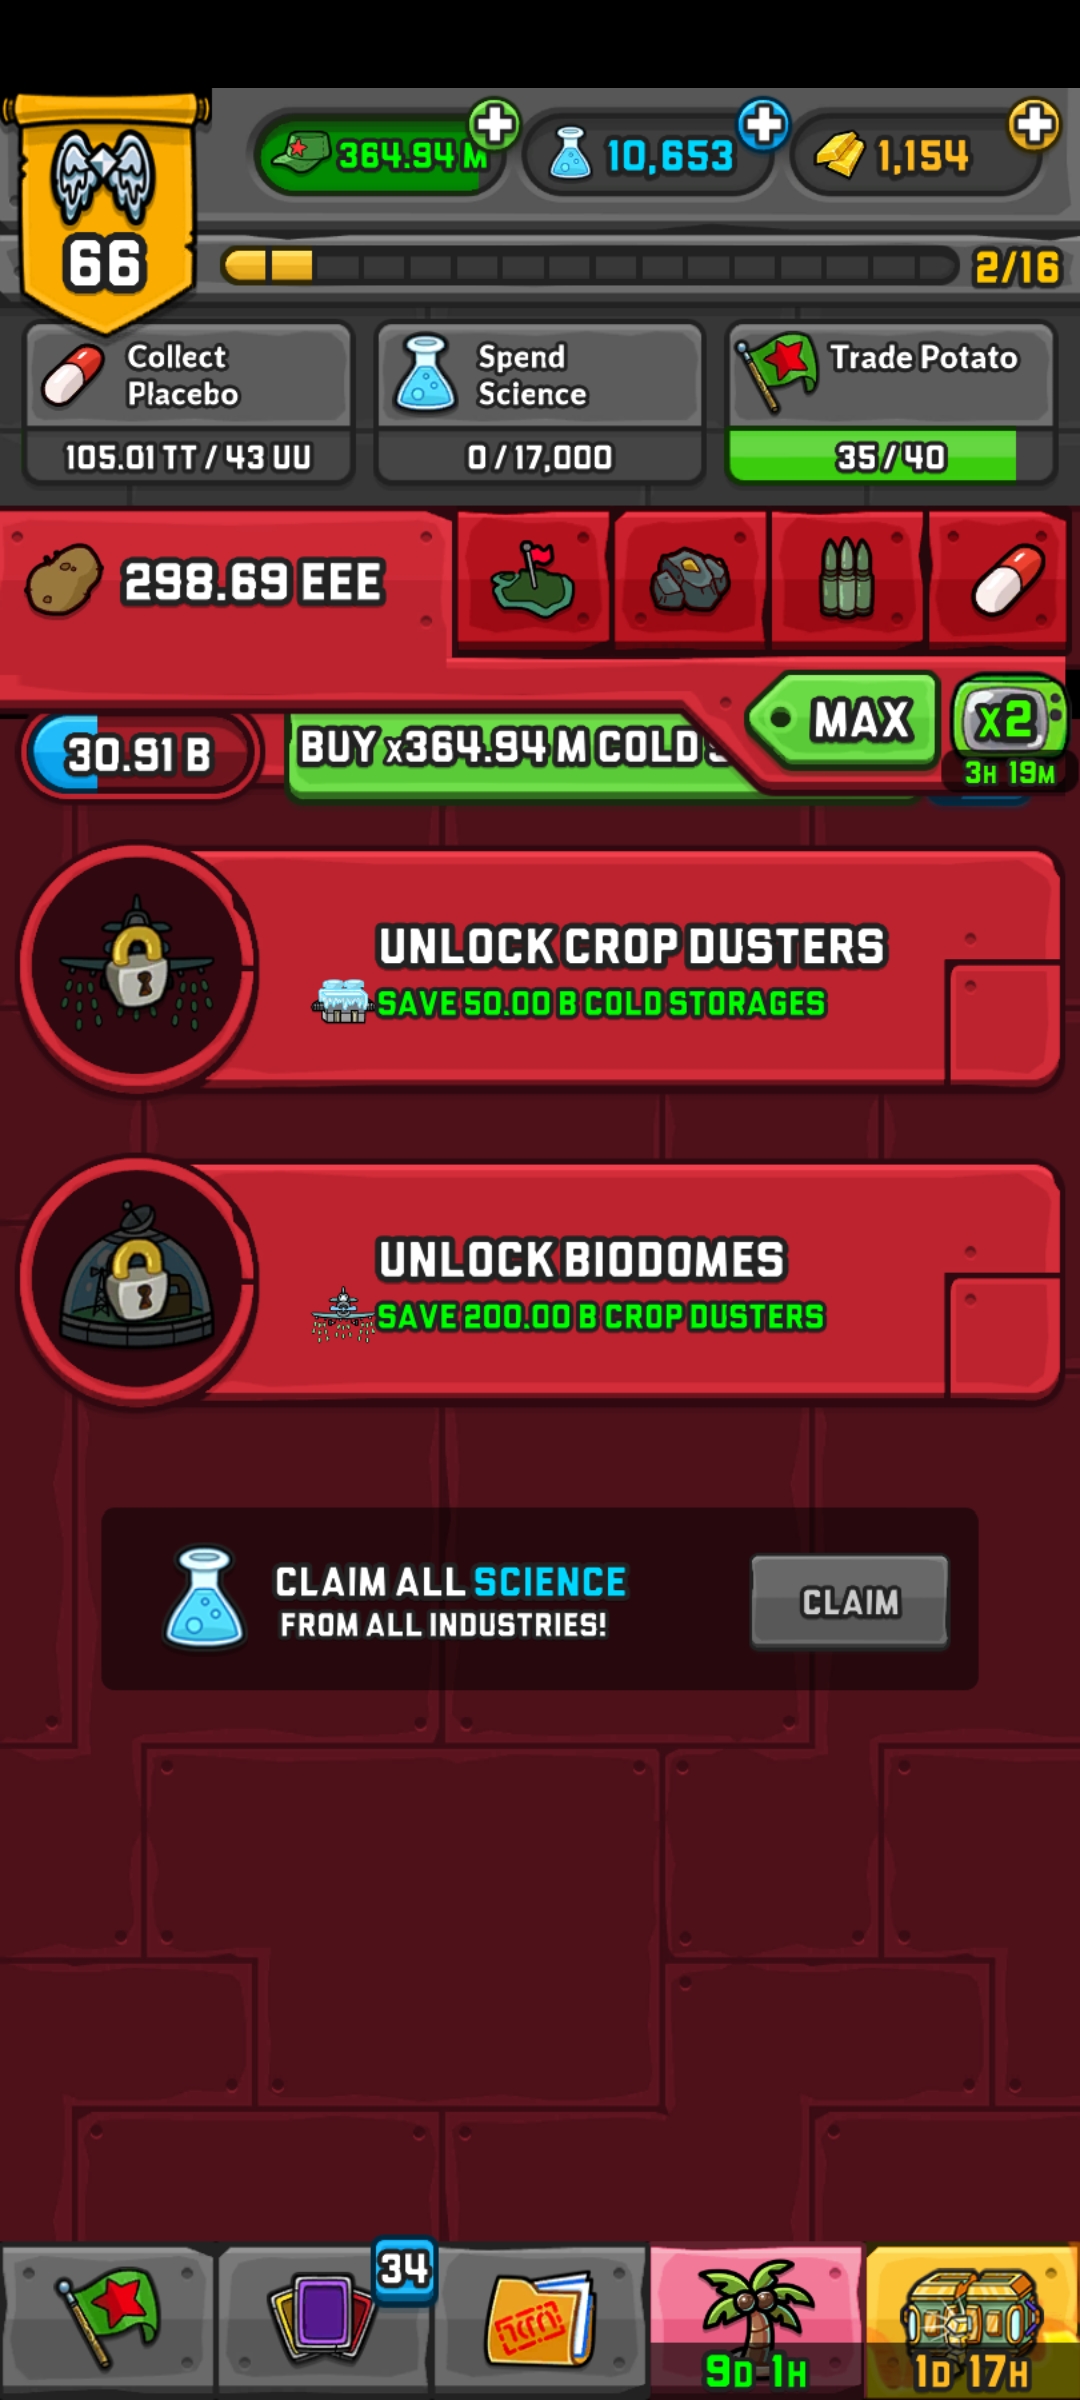 364.94 M
10,653
1,154
66
2/16
Collect
Placebo
105.01 TT / 43 UU
Spend
Science
0 / 17,000
Trade Potato
35 / 40
298.69 EEE
MAX
x2
3H 19M
30.91 B
BUY x364.94 M COLD
UNLOCK CROP DUSTERS
SAVE 50.00 B COLD STORAGES
UNLOCK BIODOMES
SAVE 200.00 B CROP DUSTERS
CLAIM ALL SCIENCE
FROM ALL INDUSTRIES!
CLAIM
34
9D 1H
1D 17H